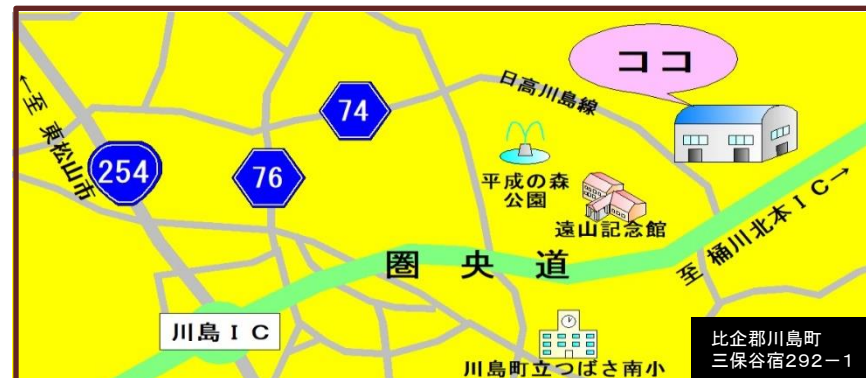 ココ
日高川島線
74
←至 東松山市
254
76
平成の森
公園
遠山記念館
圏央道
至 桶川北本IC→
川島IC
川島町立つばさ南小
比企郡川島町
三保谷宿292－1